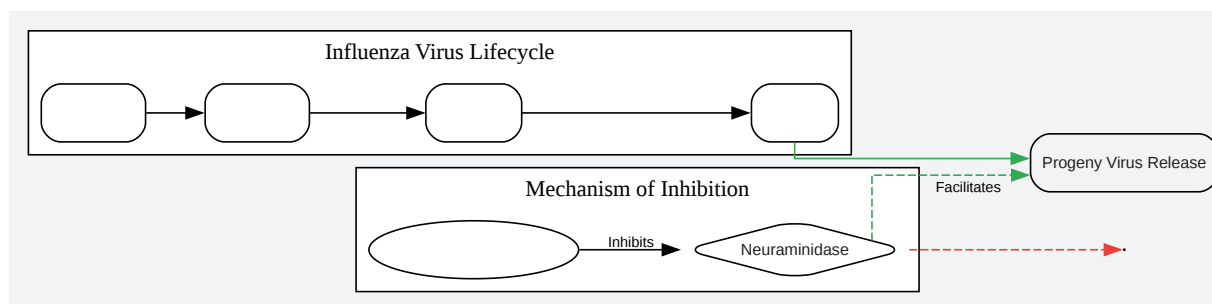 Influenza Virus Lifecycle
Progeny Virus Release
Mechanism of Inhibition
Facilitates
Inhibits
Neuraminidase